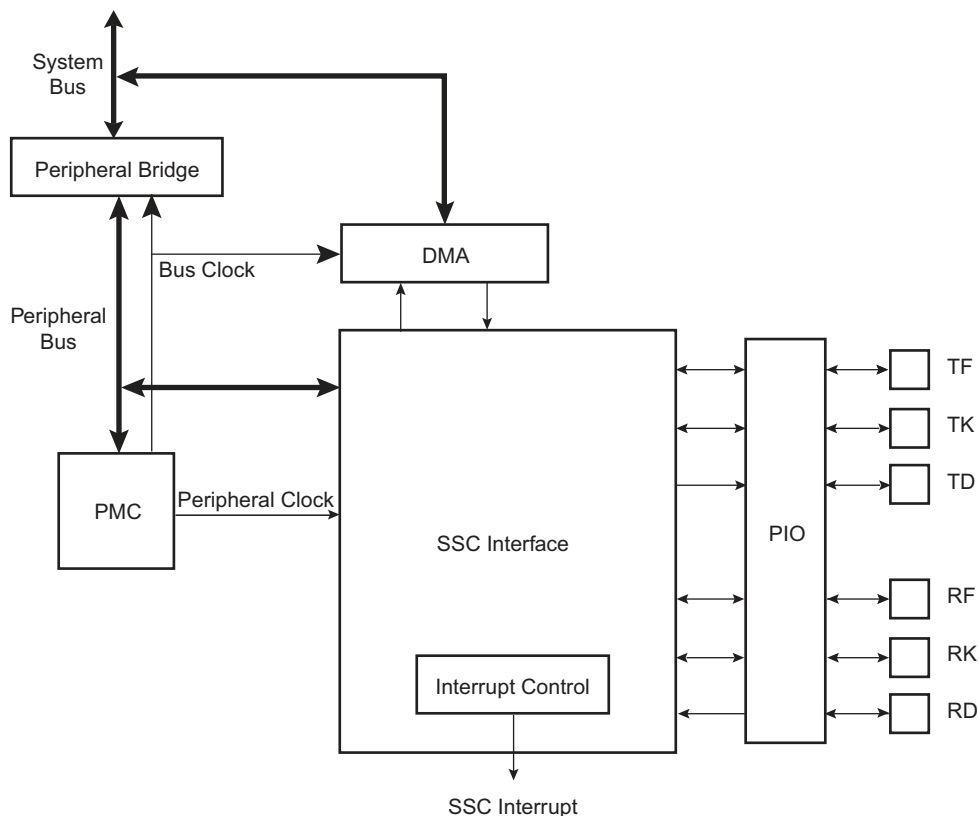 System
Bus
Peripheral Bridge
DMA
Bus Clock
Peripheral
Bus
TF
TK
TD
PMC
Peripheral Clock
SSC Interface
PIO
RF
RK
RD
Interrupt Control
SSC Interrupt